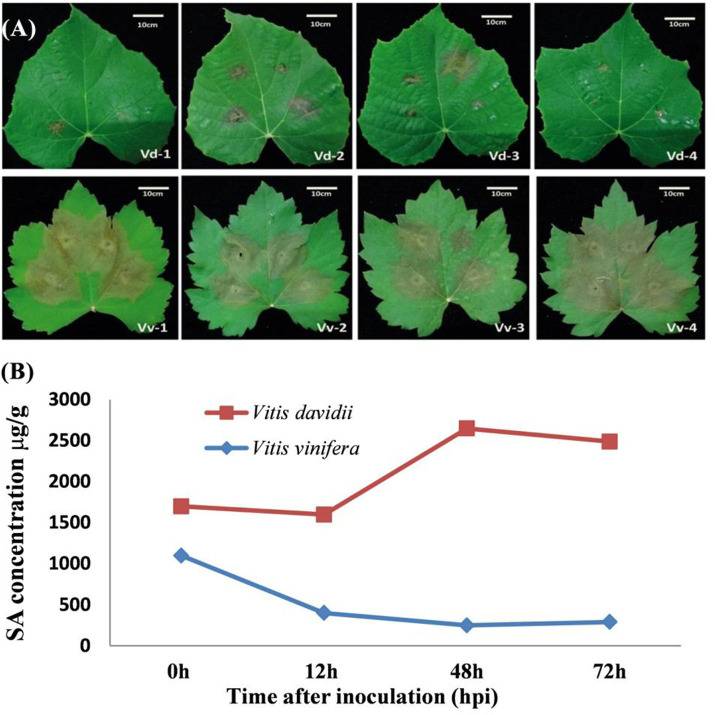 (A)
10cm
10cm
10cm
10cm
Vd-1
Vd-2
Vd-3
Vd-4
10cm
10cm
10cm
10cm
Vv-1
Vv-2
Vv-3
Vv-4
(B)
SA concentration µg/g
3000
2500
2000
1500
1000
500
0
Vitis davidii
Vitis vinifera
0h
12h
48h
72h
Time after inoculation (hpi)